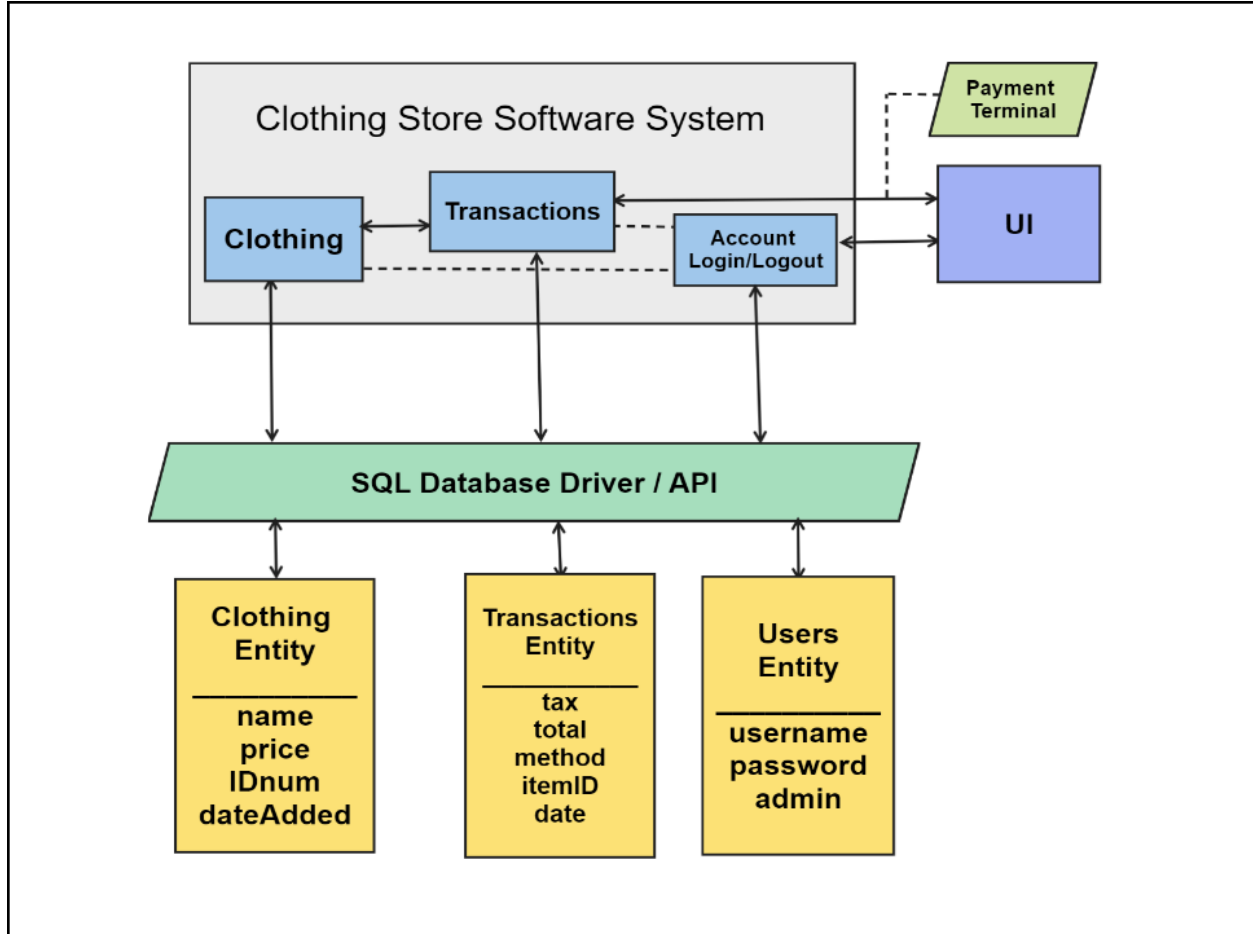 Clothing Store Software System
Payment
Terminal
Clothing
Transactions
Account
Login/Logout
UI
SQL Database Driver / API
Clothing
Entity
name
price
IDnum
dateAdded
Transactions
Entity
tax
total
method
itemID
date
Users
Entity
username
password
admin